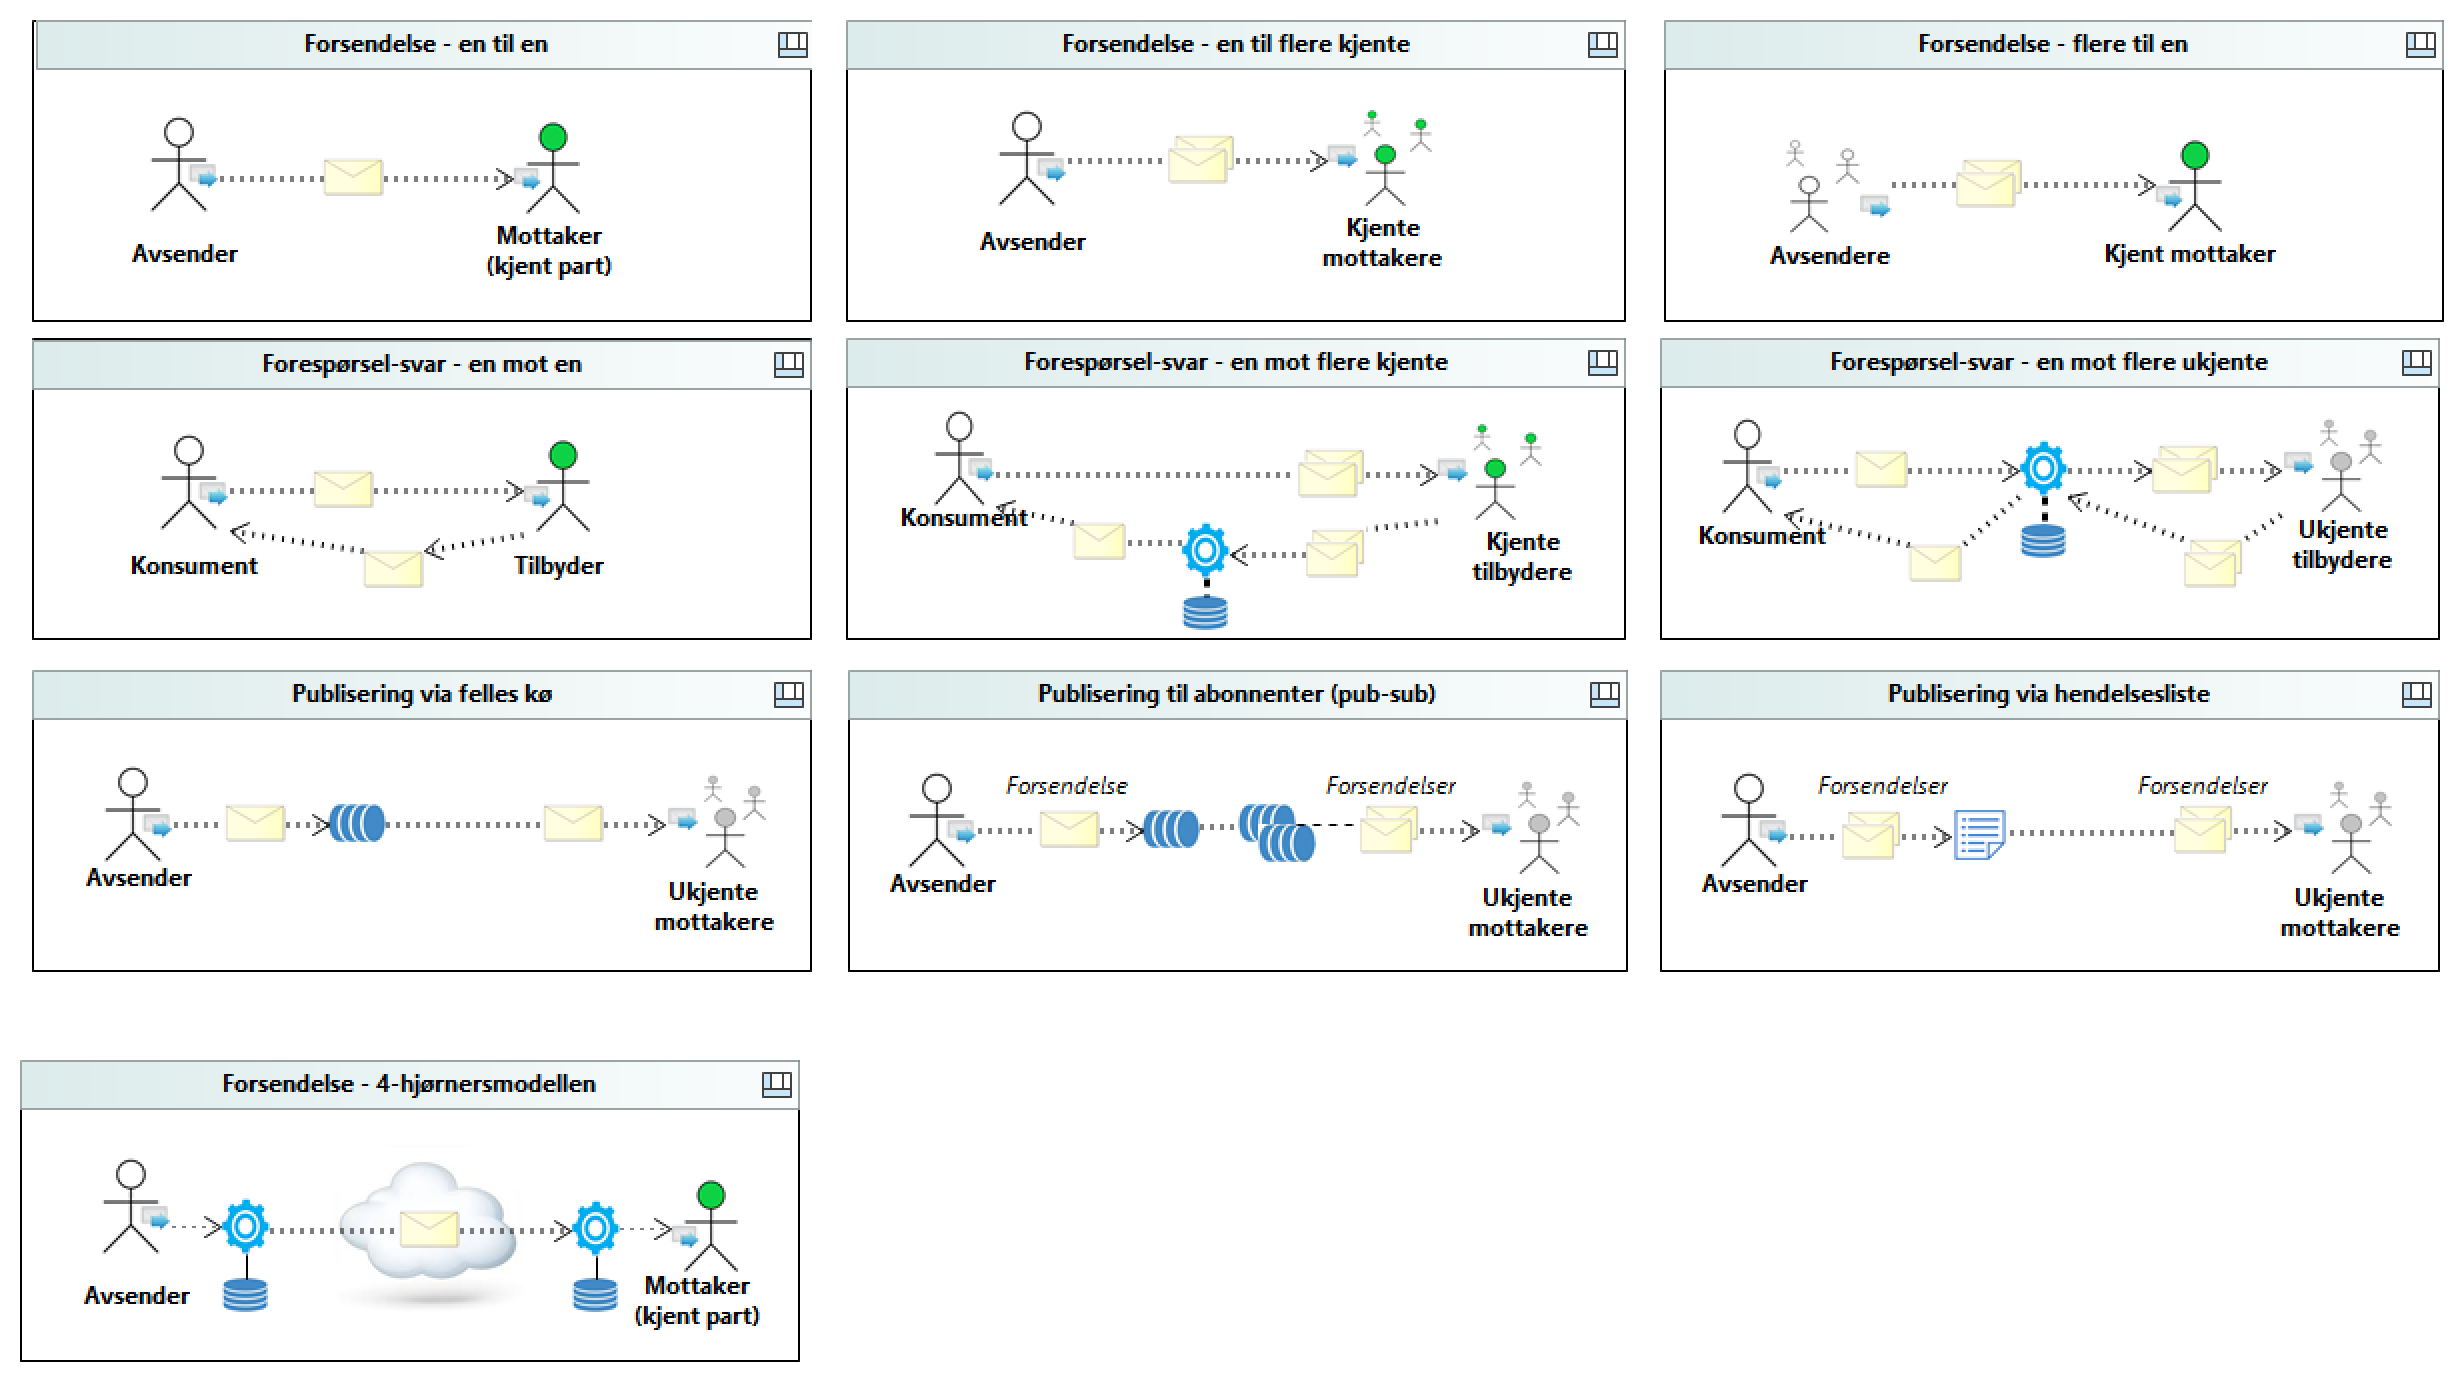 Forsendelse - en til en
Avsender
Mottaker
(kjent part)
Forsendelse - en til flere kjente
Avsender
Kjente
mottakere
Forsendelse - flere til en
Avsendere
Kjent mottaker
Forespørsel-svar - en mot en
Konsument
Tilbyder
Forespørsel-svar - en mot flere kjente
Konsument
Kjente
tilbydere
Forespørsel-svar - en mot flere ukjente
Konsument
Ukjente
tilbydere
Publisering via felles kø
Avsender
Ukjente
mottakere
Publisering til abonnenter (pub-sub)
Forsendelse
Forsendelser
Avsender
Ukjente
mottakere
Publisering via hendelsesliste
Forsendelser
Forsendelser
Avsender
Ukjente
mottakere
Forsendelse - 4-hjørnersmodellen
Avsender
Mottaker
(kjent part)